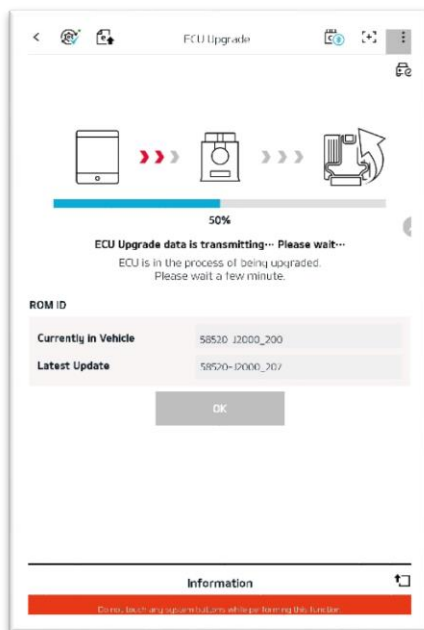 ECU Upgrade
50%
ECU Upgrade data is transmitting··· Please wait···
ECU is in the process of being upgraded.
Please wait a few minute.
ROM ID
Currently in Vehicle 58520-J2000_200
Latest Update 58520-J2000_207
OK
Information
Do not touch any system buttons while performing this function.